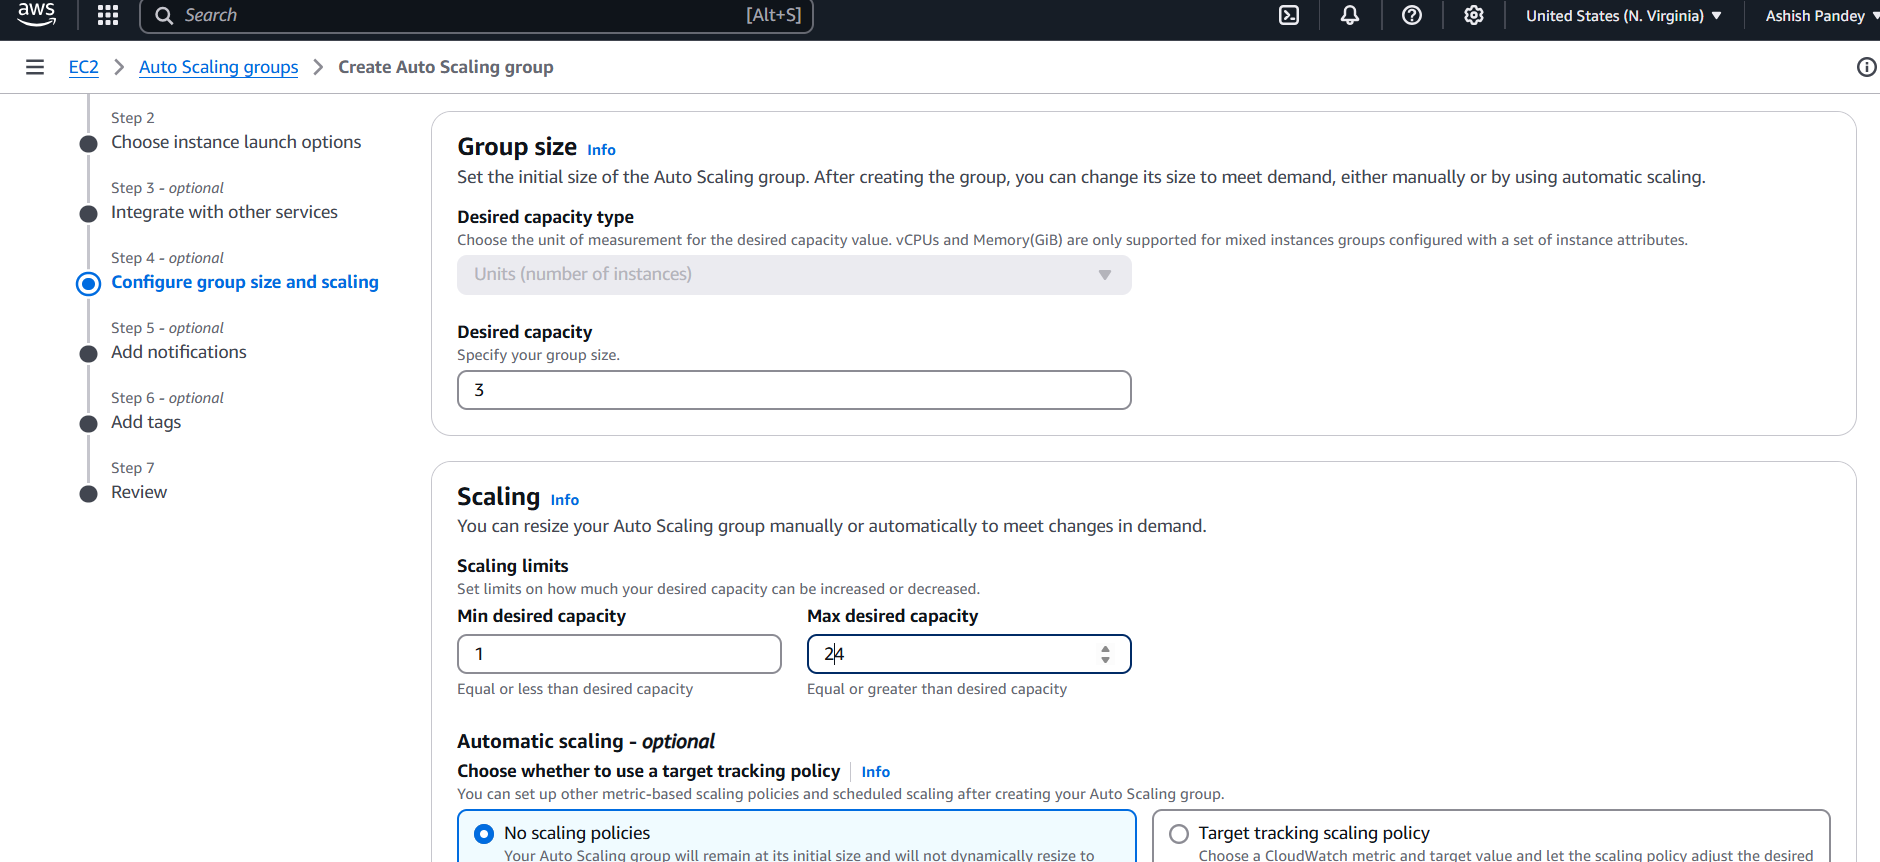 aws
Search [Alt+S]
United States (N. Virginia)
Ashish Pandey
EC2
Auto Scaling groups
Create Auto Scaling group
Step 2
Choose instance launch options
Step 3 - optional
Integrate with other services
Step 4 - optional
Configure group size and scaling
Step 5 - optional
Add notifications
Step 6 - optional
Add tags
Step 7
Review
Group size Info
Set the initial size of the Auto Scaling group. After creating the group, you can change its size to meet demand, either manually or by using automatic scaling.
Desired capacity type
Choose the unit of measurement for the desired capacity value. vCPUs and Memory(GiB) are only supported for mixed instances groups configured with a set of instance attributes.
Units (number of instances)
Desired capacity
Specify your group size.
3
Scaling Info
You can resize your Auto Scaling group manually or automatically to meet changes in demand.
Scaling limits
Set limits on how much your desired capacity can be increased or decreased.
Min desired capacity
1
Equal or less than desired capacity
Max desired capacity
24
Equal or greater than desired capacity
Automatic scaling - optional
Choose whether to use a target tracking policy Info
You can set up other metric-based scaling policies and scheduled scaling after creating your Auto Scaling group.
No scaling policies
Your Auto Scaling group will remain at its initial size and will not dynamically resize to
Target tracking scaling policy
Choose a CloudWatch metric and target value and let the scaling policy adjust the desired